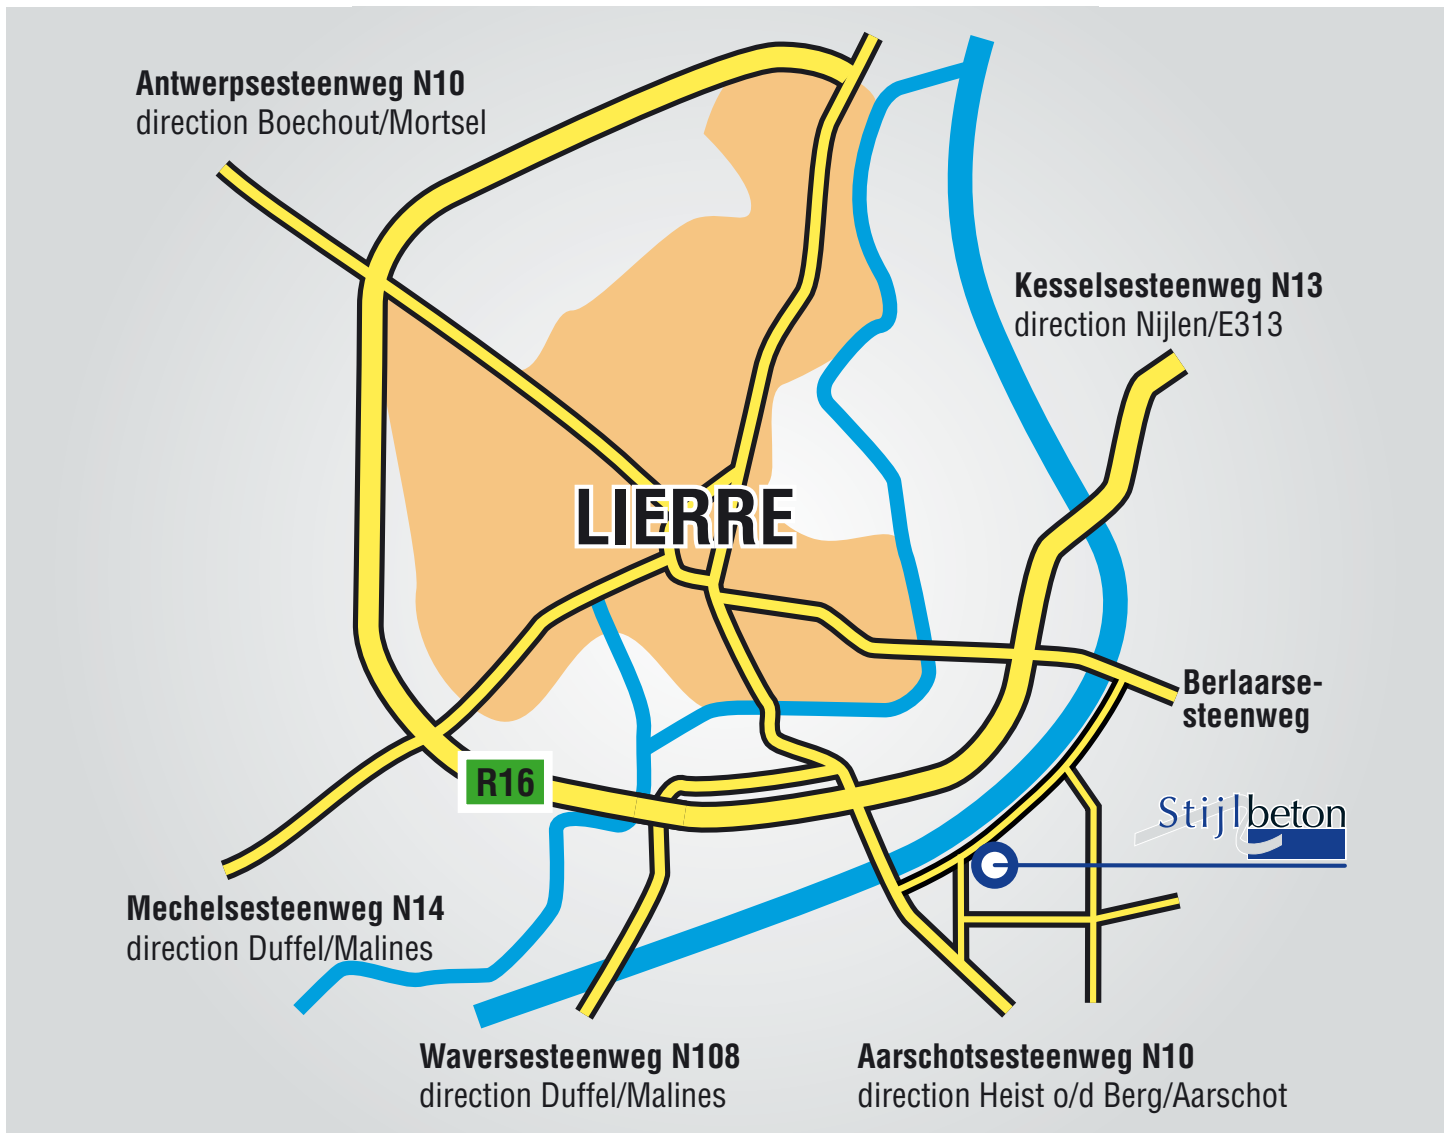 Antwerpsesteenweg N10
direction Boechout/Mortsel
Kesselsesteenweg N13
direction Nijlen/E313
LIERRE
Berlaarse-
steenweg
R16
Stijlbeton
Mechelsesteenweg N14
direction Duffel/Malines
Waversesteenweg N108
direction Duffel/Malines
Aarschotsesteenweg N10
direction Heist o/d Berg/Aarschot